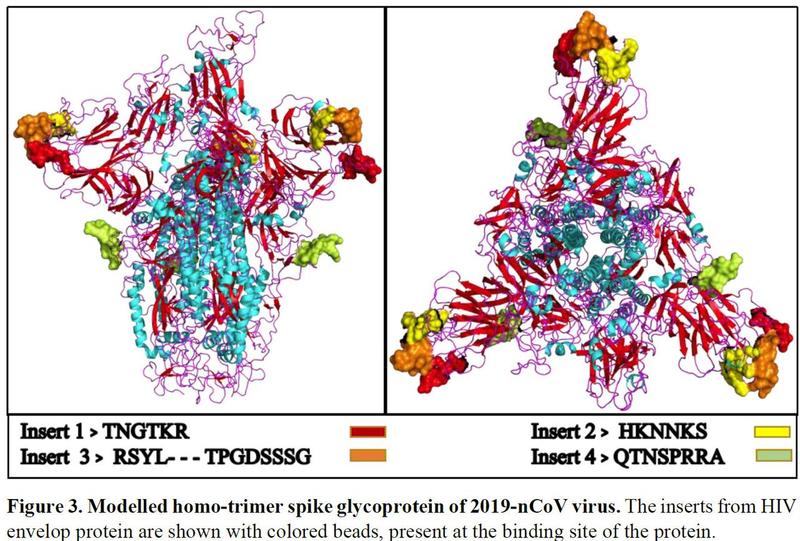 Insert 1 > TNGTKR
Insert 2 > HKNNKS
Insert 3 > RSYL--- TPGDSSSG
Insert 4 > QTNSPRRA
Figure 3. Modelled homo-trimer spike glycoprotein of 2019-nCoV virus. The inserts from HIV
envelop protein are shown with colored beads, present at the binding site of the protein.